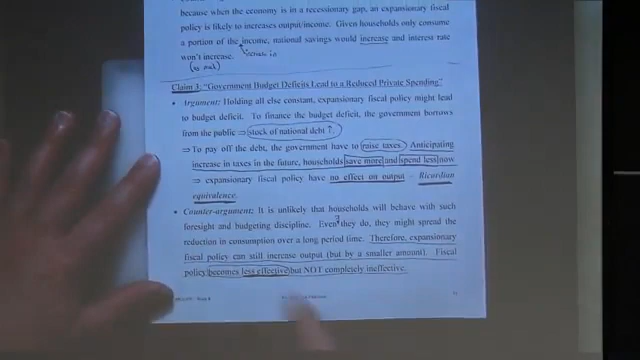 because when the economy is in a recessionary gap, an expansionary fiscal
policy is likely to increases output/income. Given households only consume
a portion of the income, national savings would increase and interest rate
increase in
won't increase.
Claim 3: "Government Budget Deficits Lead to a Reduced Private Spending"
• Argument: Holding all else constant, expansionary fiscal policy might lead
to budget deficit. To finance the budget deficit, the government borrows
from the public ⇒ stock of national debt ↑.
⇒ To pay off the debt, the government have to raise taxes. Anticipating
increase in taxes in the future, households save more and spend less now
⇒ expansionary fiscal policy have no effect on output – Ricardian
equivalence.
• Counter-argument: It is unlikely that households will behave with such
foresight and budgeting discipline. Even they do, they might spread the
reduction in consumption over a long period time. Therefore, expansionary
fiscal policy can still increase output (but by a smaller amount). Fiscal
policy becomes less effective but NOT completely ineffective.